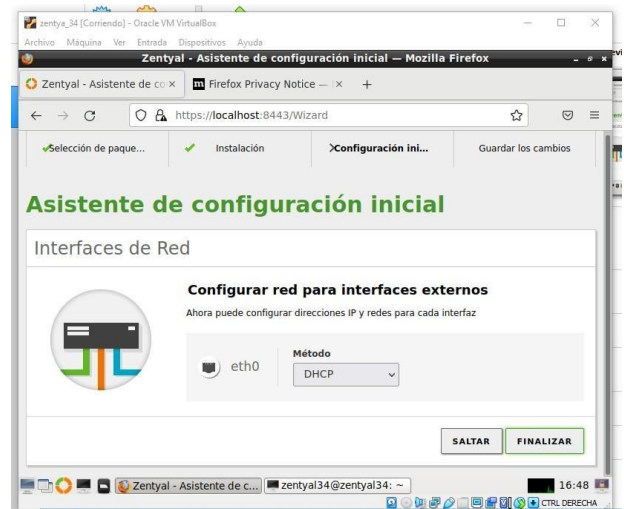 zentya_34 [Corriendo] - Oracle VM VirtualBox
Archivo Máquina Ver Entrada Dispositivos Ayuda
Zentyal - Asistente de configuración inicial — Mozilla Firefox
Zentyal - Asistente de co
Firefox Privacy Notice —
https://localhost:8443/Wizard
Selección de paque...
Instalación
Configuración ini...
Guardar los cambios
Asistente de configuración inicial
Interfaces de Red
Configurar red para interfaces externos
Ahora puede configurar direcciones IP y redes para cada interfaz
Método
eth0
DHCP
SALTAR FINALIZAR
Zentyal - Asistente de c... zentyal34@zentyal34: ~ 16:48
CTRL DERECHA